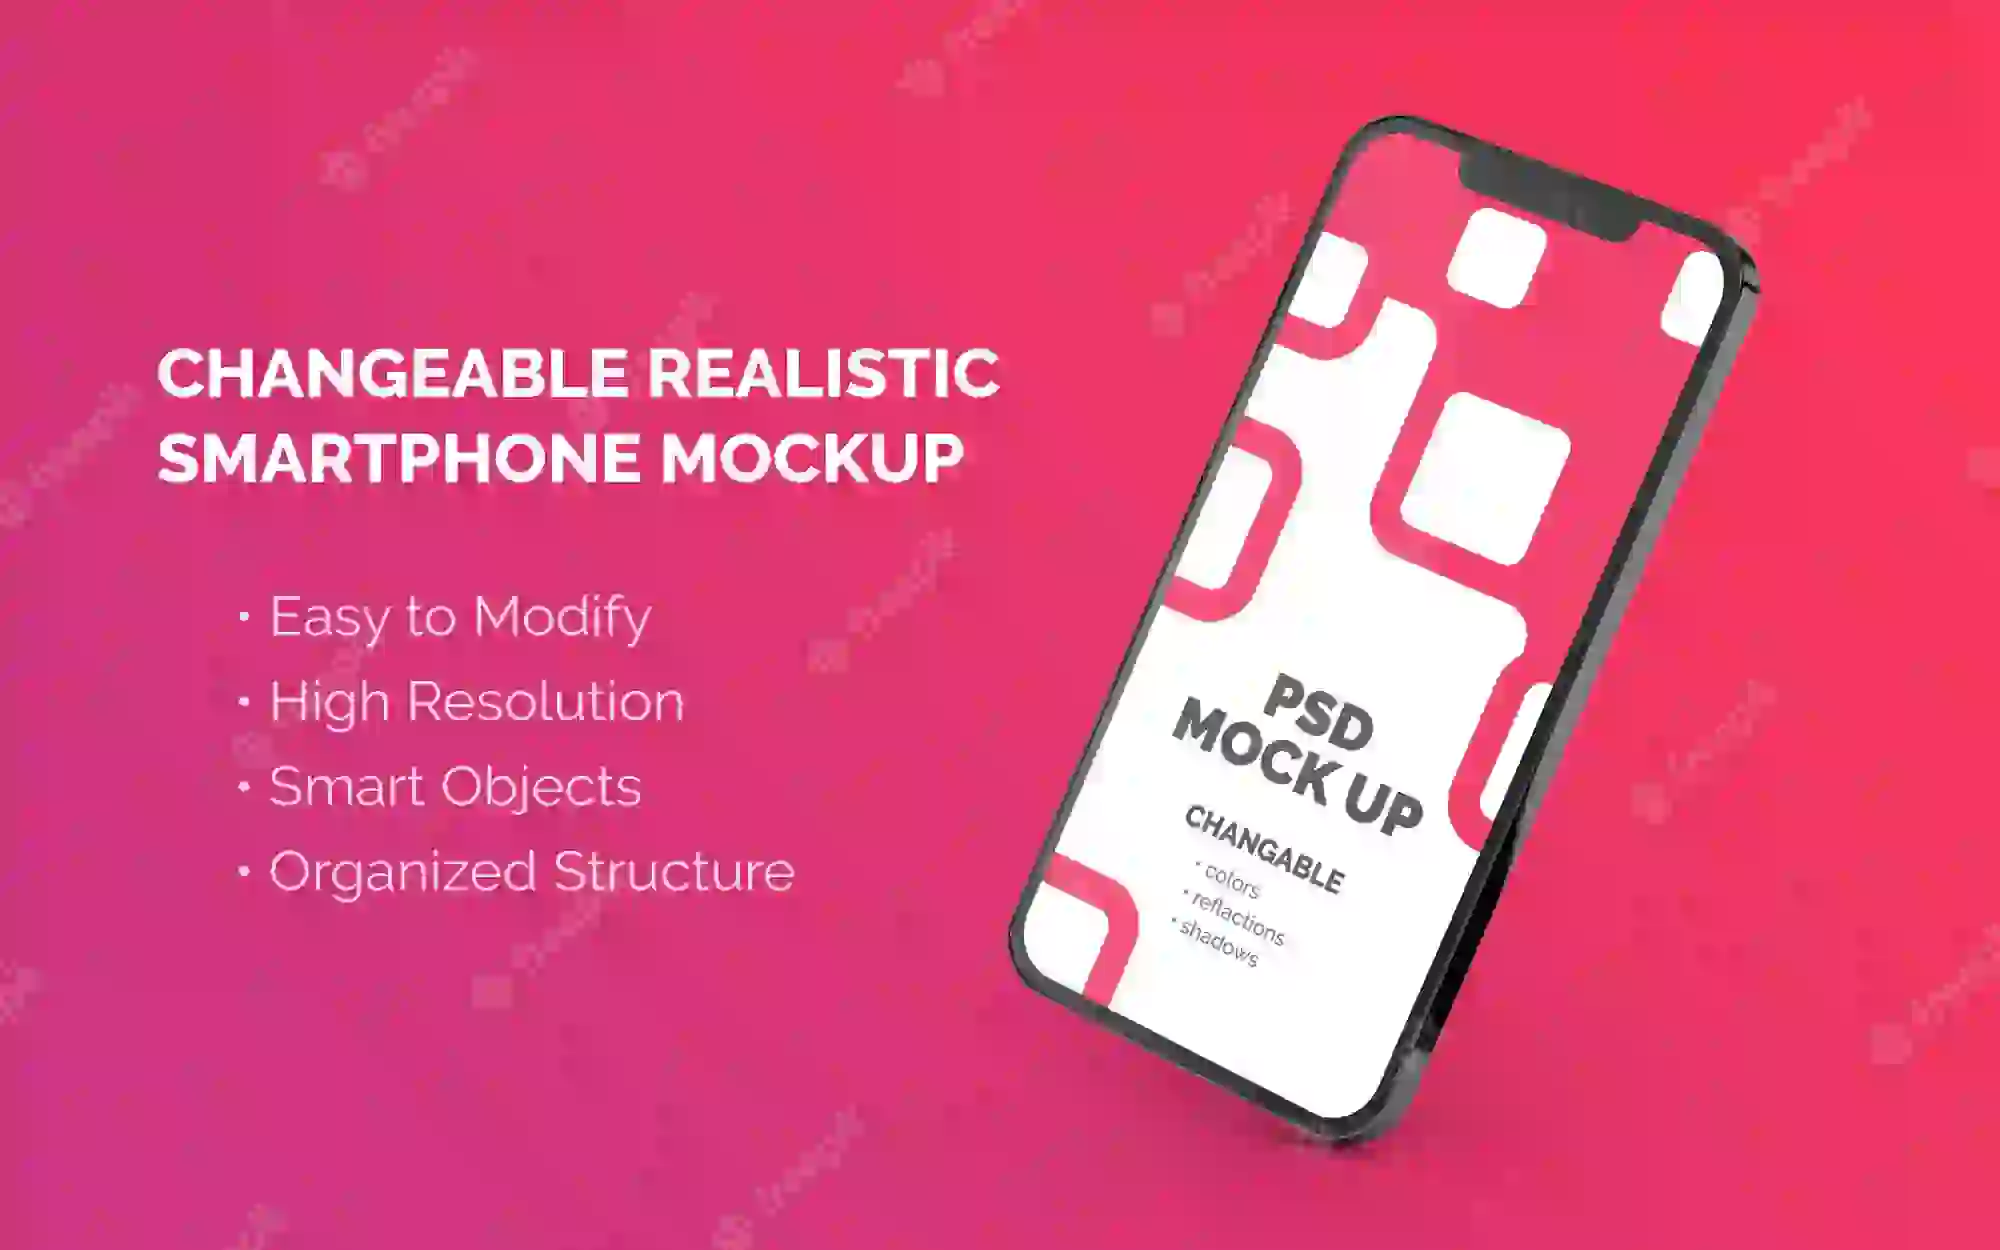 CHANGEABLE REALISTIC
SMARTPHONE MOCKUP
• Easy to Modify
• High Resolution
• Smart Objects
• Organized Structure
PSD
MOCK UP
CHANGABLE
• colors
• reflactions
• shadows